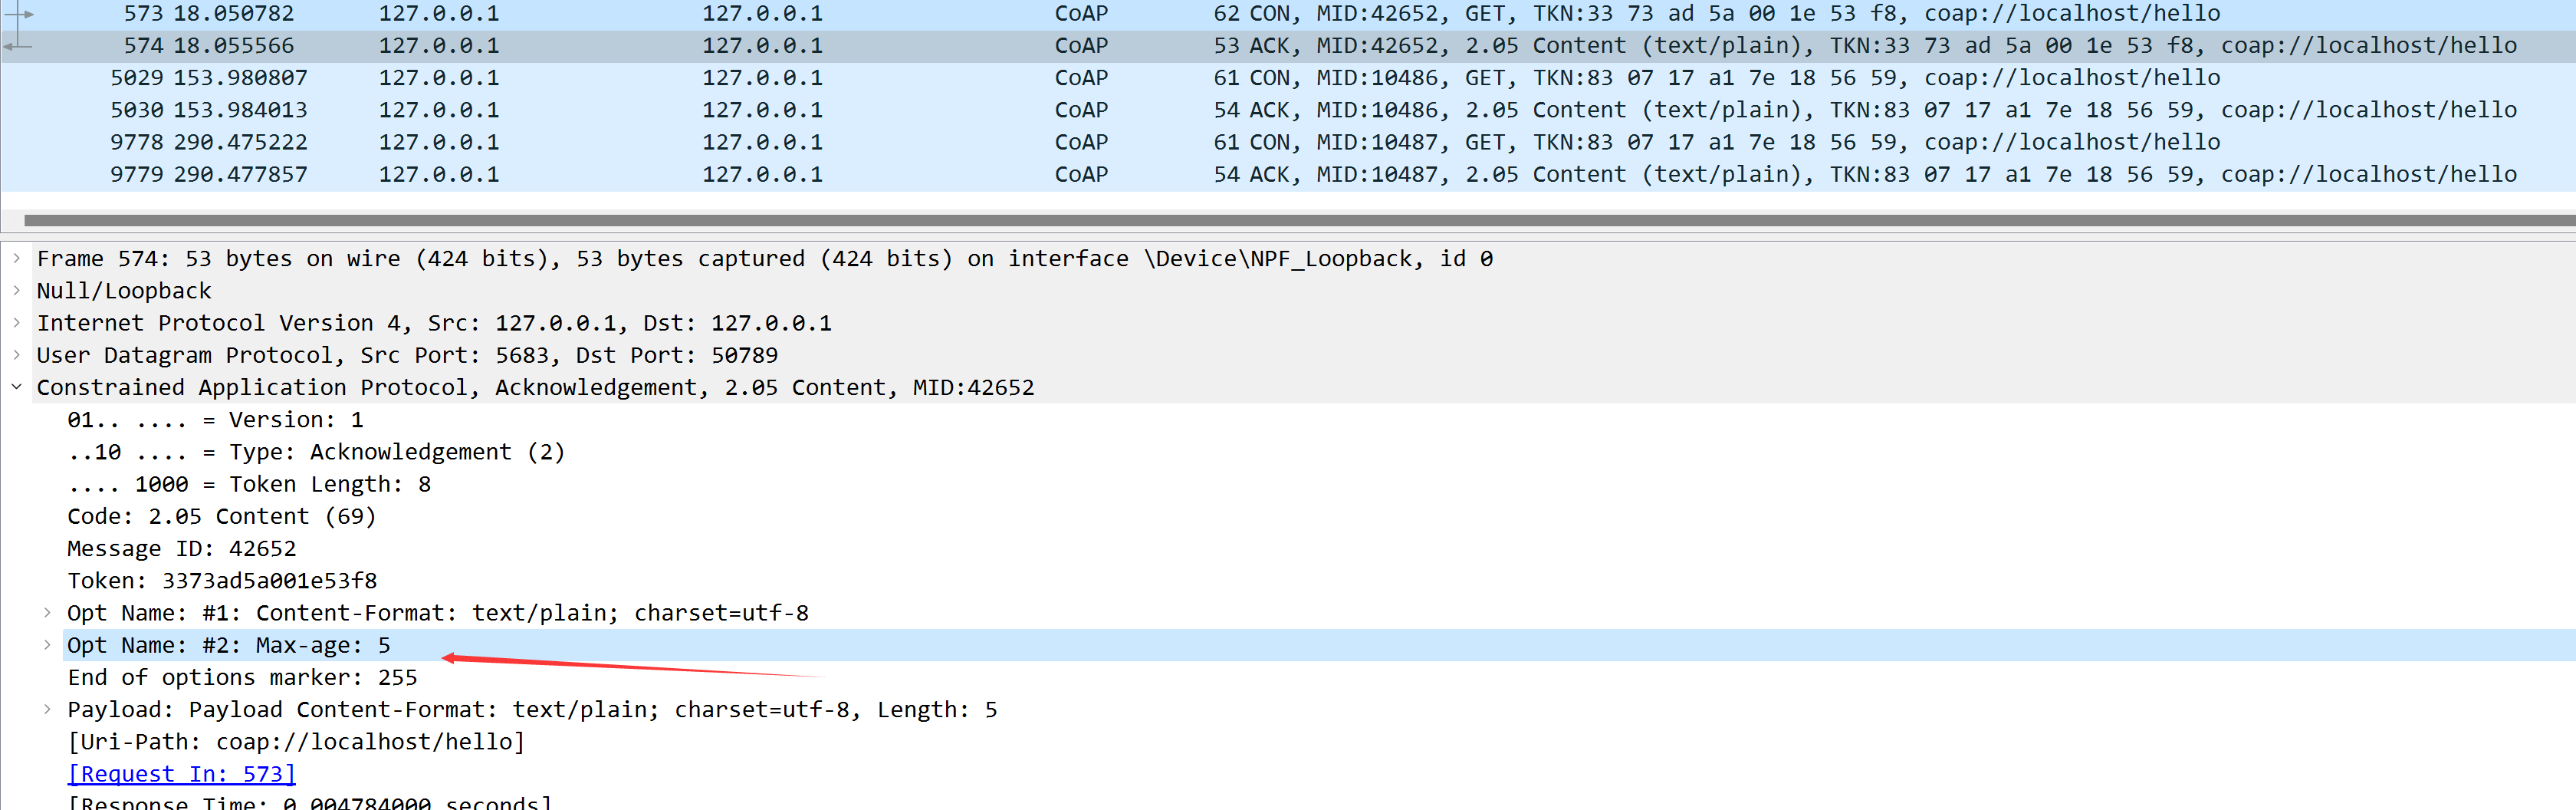 573 18.050782 127.0.0.1 127.0.0.1 CoAP 62 CON, MID:42652, GET, TKN:33 73 ad 5a 00 1e 53 f8, coap://localhost/hello
574 18.055566 127.0.0.1 127.0.0.1 CoAP 53 ACK, MID:42652, 2.05 Content (text/plain), TKN:33 73 ad 5a 00 1e 53 f8, coap://localhost/hello
5029 153.980807 127.0.0.1 127.0.0.1 CoAP 61 CON, MID:10486, GET, TKN:83 07 17 a1 7e 18 56 59, coap://localhost/hello
5030 153.984013 127.0.0.1 127.0.0.1 CoAP 54 ACK, MID:10486, 2.05 Content (text/plain), TKN:83 07 17 a1 7e 18 56 59, coap://localhost/hello
9778 290.475222 127.0.0.1 127.0.0.1 CoAP 61 CON, MID:10487, GET, TKN:83 07 17 a1 7e 18 56 59, coap://localhost/hello
9779 290.477857 127.0.0.1 127.0.0.1 CoAP 54 ACK, MID:10487, 2.05 Content (text/plain), TKN:83 07 17 a1 7e 18 56 59, coap://localhost/hello
Frame 574: 53 bytes on wire (424 bits), 53 bytes captured (424 bits) on interface \Device\NPF_Loopback, id 0
Null/Loopback
Internet Protocol Version 4, Src: 127.0.0.1, Dst: 127.0.0.1
User Datagram Protocol, Src Port: 5683, Dst Port: 50789
Constrained Application Protocol, Acknowledgement, 2.05 Content, MID:42652
01.. .... = Version: 1
..10 .... = Type: Acknowledgement (2)
.... 1000 = Token Length: 8
Code: 2.05 Content (69)
Message ID: 42652
Token: 3373ad5a001e53f8
Opt Name: #1: Content-Format: text/plain; charset=utf-8
Opt Name: #2: Max-age: 5
End of options marker: 255
Payload: Payload Content-Format: text/plain; charset=utf-8, Length: 5
[Uri-Path: coap://localhost/hello]
[Request In: 573]
[Response Time: 0.004784000 seconds]